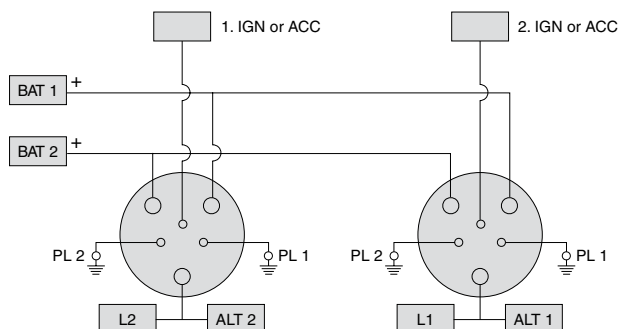 1. IGN or ACC
2. IGN or ACC
BAT 1 +
BAT 2 +
PL 2
PL 1
PL 2
PL 1
L2
ALT 2
L1
ALT 1